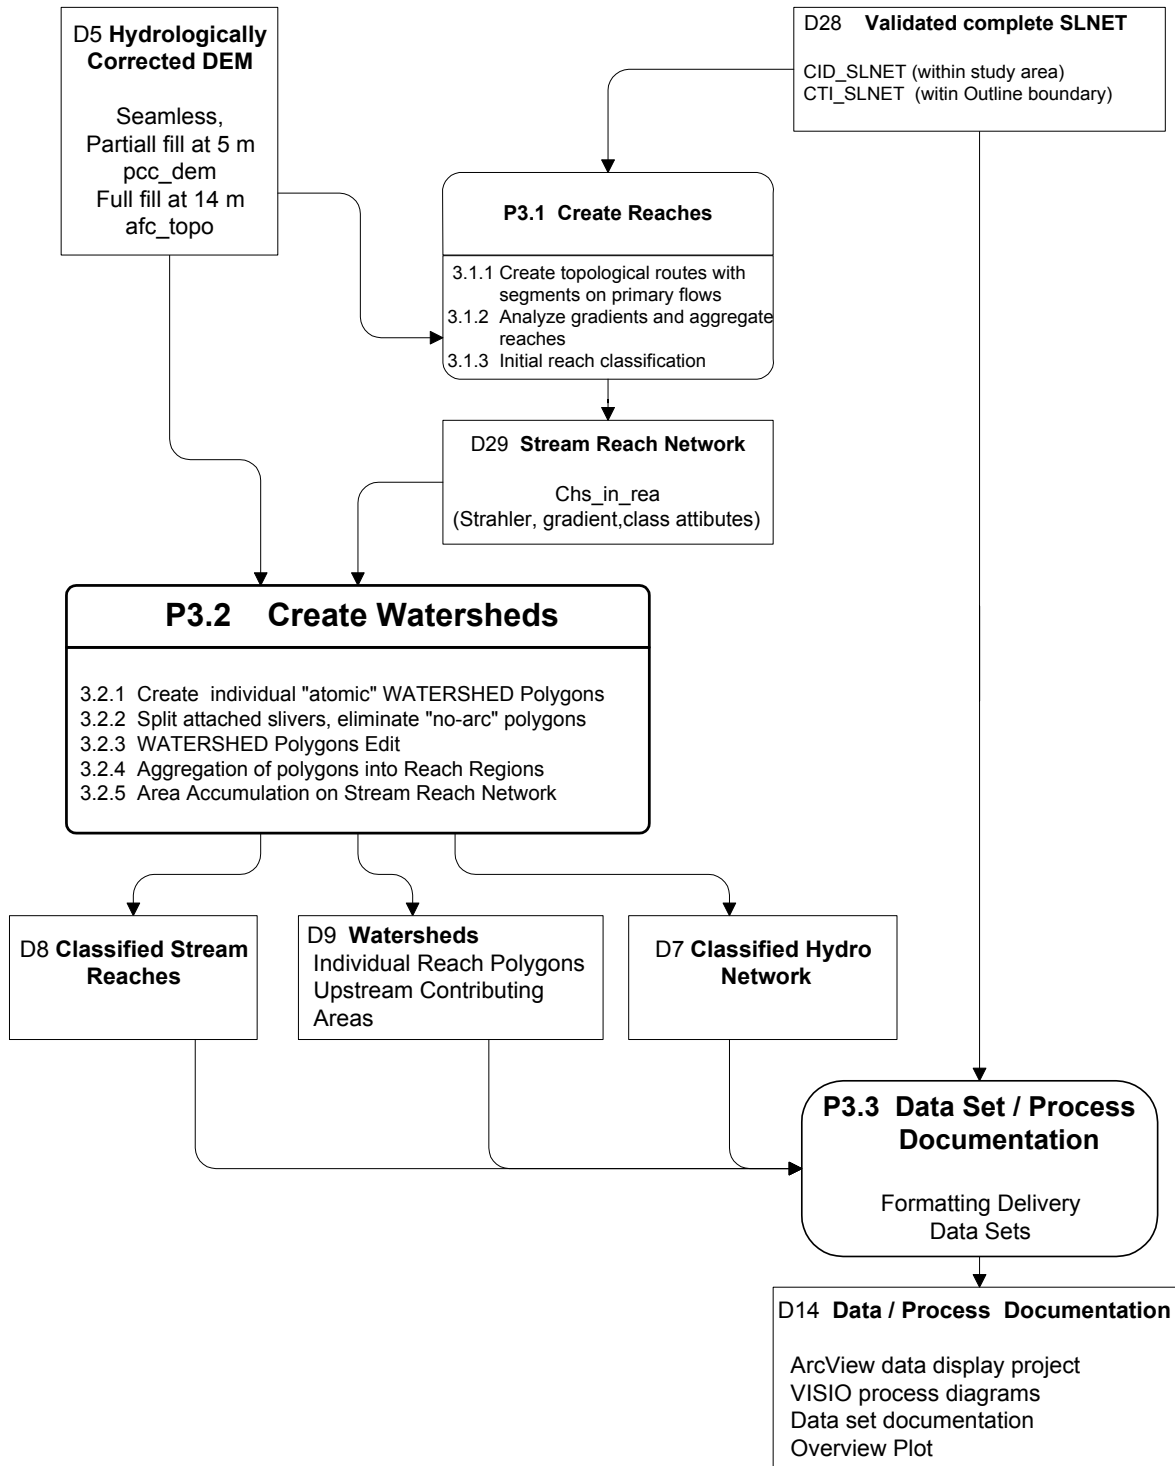 D5 Hydrologically
Corrected DEM
Seamless,
Partiall fill at 5 m
pcc_dem
Full fill at 14 m
afc_topo
D28 Validated complete SLNET
CID_SLNET (within study area)
CTI_SLNET (witin Outline boundary)
P3.1 Create Reaches
3.1.1 Create topological routes with
segments on primary flows
3.1.2 Analyze gradients and aggregate
reaches
3.1.3 Initial reach classification
D29 Stream Reach Network
Chs_in_rea
(Strahler, gradient,class attibutes)
P3.2 Create Watersheds
3.2.1 Create individual "atomic" WATERSHED Polygons
3.2.2 Split attached slivers, eliminate "no-arc" polygons
3.2.3 WATERSHED Polygons Edit
3.2.4 Aggregation of polygons into Reach Regions
3.2.5 Area Accumulation on Stream Reach Network
D8 Classified Stream
Reaches
D9 Watersheds
Individual Reach Polygons
Upstream Contributing
Areas
D7 Classified Hydro
Network
P3.3 Data Set / Process
Documentation
Formatting Delivery
Data Sets
D14 Data / Process Documentation
ArcView data display project
VISIO process diagrams
Data set documentation
Overview Plot